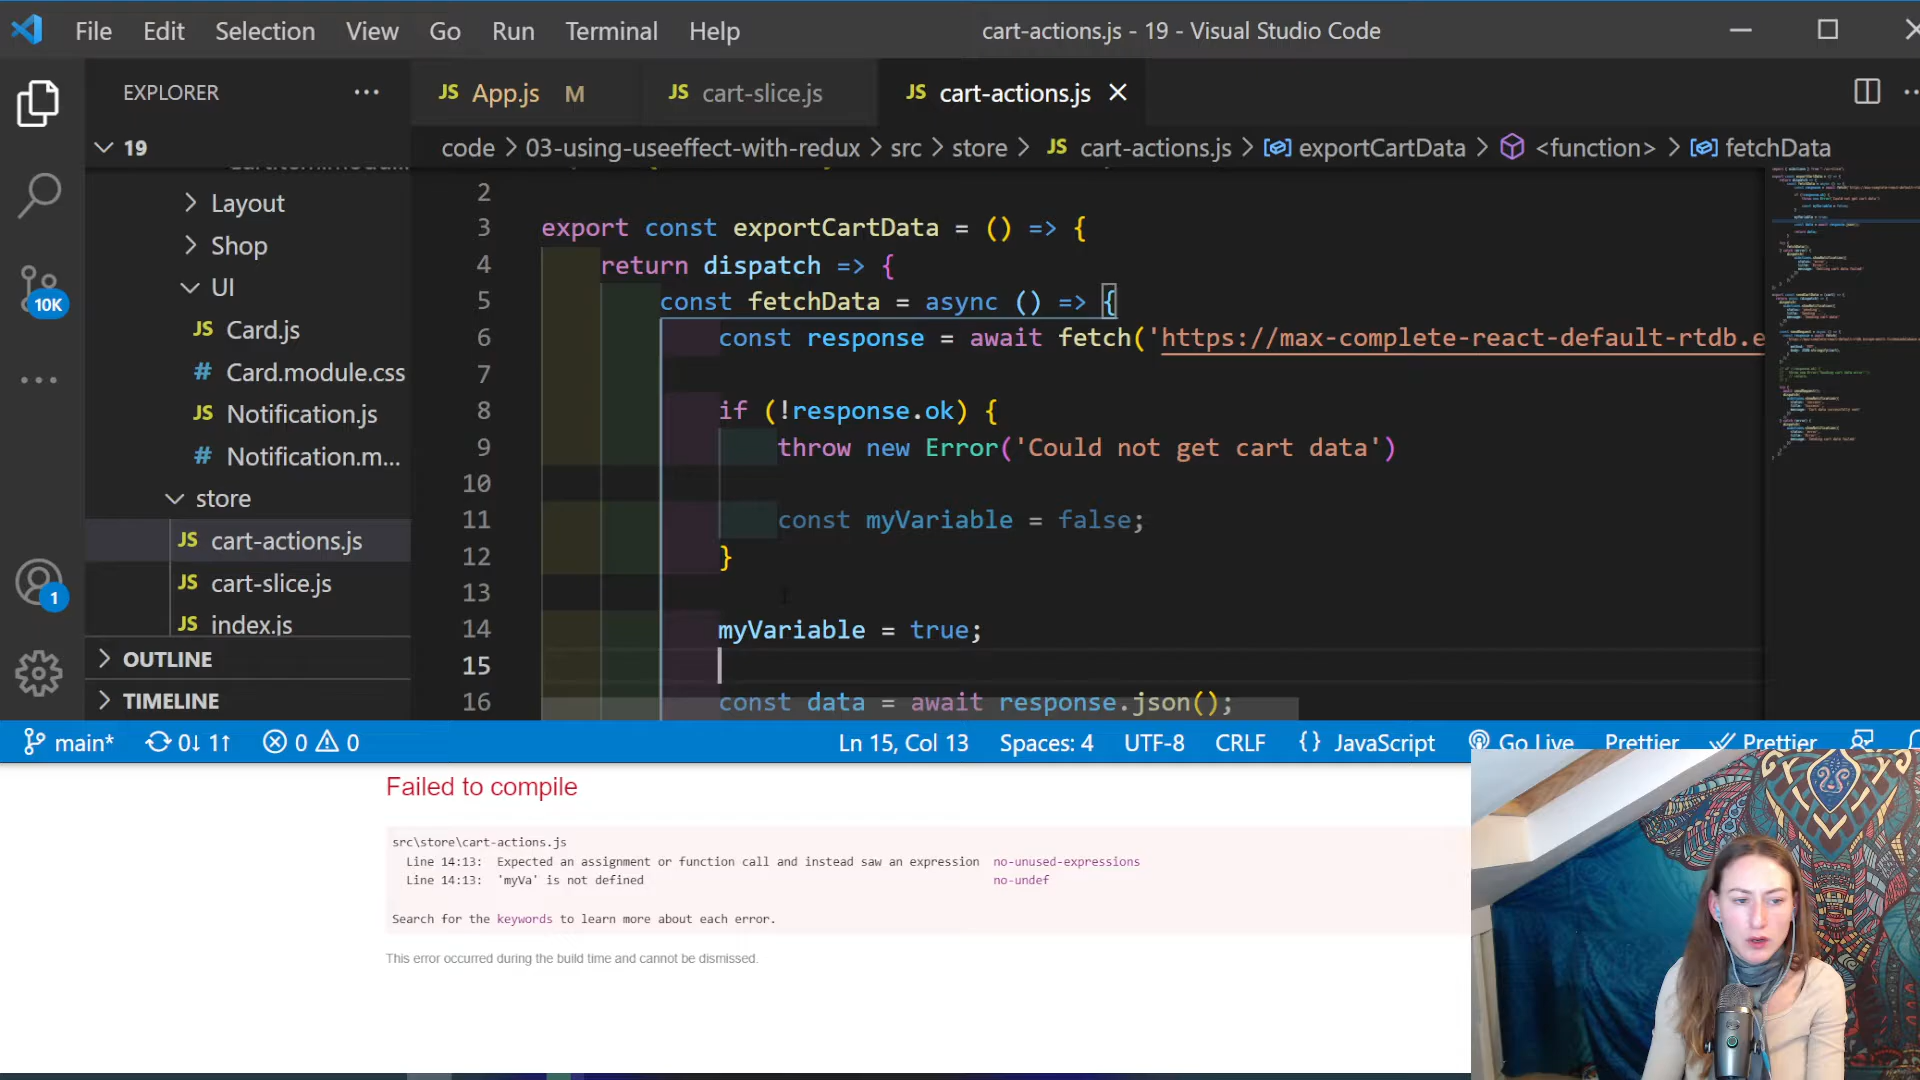 File Edit Selection View Go Run Terminal Help cart-actions.js - 19 - Visual Studio Code
EXPLORER
JS App.js M JS cart-slice.js JS cart-actions.js
19
code > 03-using-useeffect-with-redux > src > store > JS cart-actions.js > exportCartData > <function> > fetchData
Layout
Shop
UI
JS Card.js
# Card.module.css
JS Notification.js
# Notification.m...
store
JS cart-actions.js
JS cart-slice.js
JS index.js
OUTLINE
TIMELINE
10K
1
2
3 export const exportCartData = () => {
4 return dispatch => {
5 const fetchData = async () => {
6 const response = await fetch('https://max-complete-react-default-rtdb.e
7
8 if (!response.ok) {
9 throw new Error('Could not get cart data')
10
11 const myVariable = false;
12 }
13
14 myVariable = true;
15
16 const data = await response.json();
main* 0↓ 1↑ 0 0 Ln 15, Col 13 Spaces: 4 UTF-8 CRLF {} JavaScript Go Live Prettier Prettier
Failed to compile
src\store\cart-actions.js
Line 14:13: Expected an assignment or function call and instead saw an expression no-unused-expressions
Line 14:13: 'myVa' is not defined no-undef
Search for the keywords to learn more about each error.
This error occurred during the build time and cannot be dismissed.